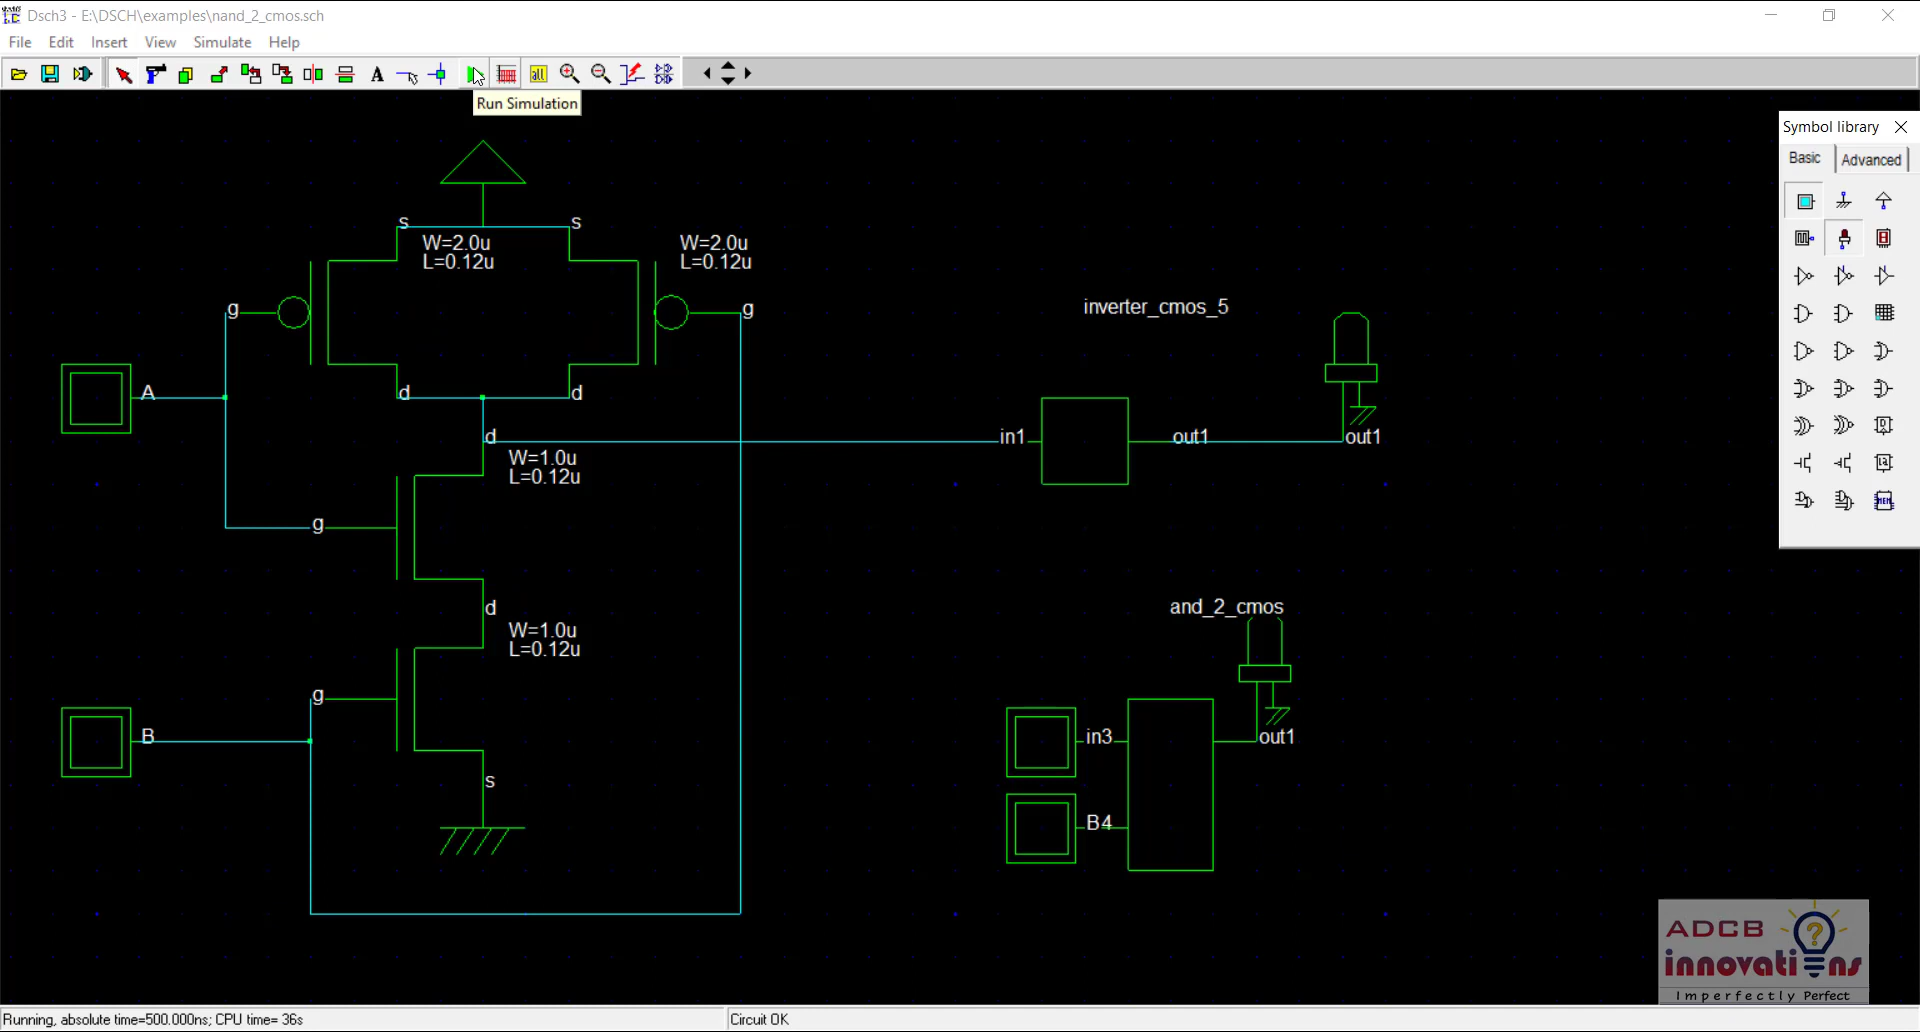 Dsch3 - E:\DSCH\examples\nand_2_cmos.sch
File Edit Insert View Simulate Help
A all
Run Simulation
Symbol library
Basic Advanced
s s
W=2.0u
L=0.12u
W=2.0u
L=0.12u
g g
inverter_cmos_5
A d d
d in1 out1 out1
W=1.0u
L=0.12u
g
d
and_2_cmos
W=1.0u
L=0.12u
g
B in3 out1
s
B4
ADCB
innovati ns
Imperfectly Perfect
Running, absolute time=500.000ns; CPU time= 36s
Circuit OK